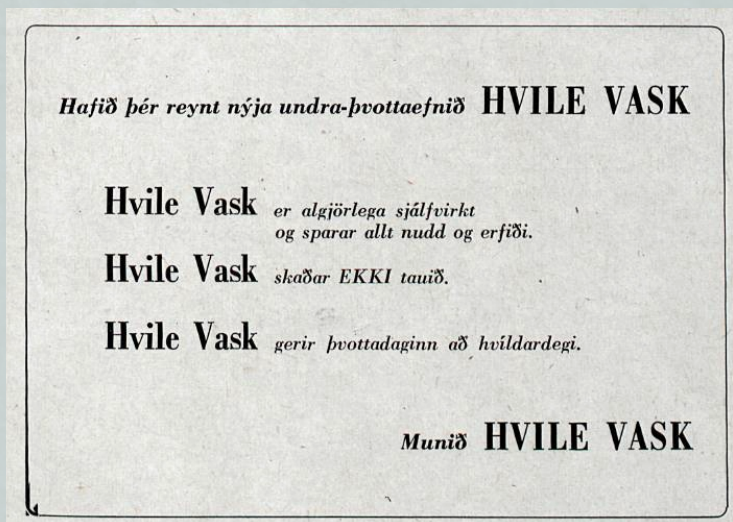 Hafið þér reynt nýja undra-þvottaefnið HVILE VASK
Hvile Vask er algjörlega sjálfvirkt
og sparar allt nudd og erfiði.
Hvile Vask skaðar EKKI tauið.
Hvile Vask gerir þvottadaginn að hvíldardegi.
Munið HVILE VASK